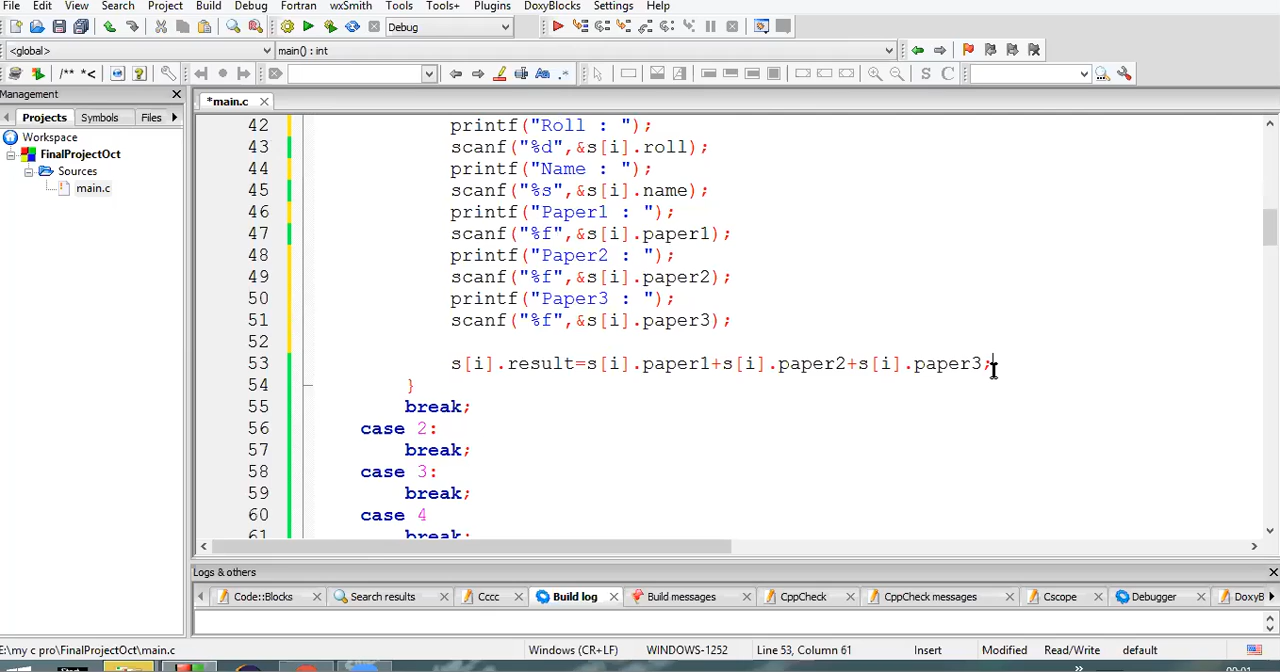 File Edit View Search Project Build Debug Fortran wxSmith Tools Tools+ Plugins DoxyBlocks Settings Help
Debug
<global> main() : int
/** *<
S C
Management
*main.c
Projects Symbols Files
Workspace
FinalProjectOct
Sources
main.c
42 printf("Roll : ");
43 scanf("%d",&s[i].roll);
44 printf("Name : ");
45 scanf("%s",&s[i].name);
46 printf("Paper1 : ");
47 scanf("%f",&s[i].paper1);
48 printf("Paper2 : ");
49 scanf("%f",&s[i].paper2);
50 printf("Paper3 : ");
51 scanf("%f",&s[i].paper3);
52
53 s[i].result=s[i].paper1+s[i].paper2+s[i].paper3;
54 }
55 break;
56 case 2:
57 break;
58 case 3:
59 break;
60 case 4
61 break;
Logs & others
Code::Blocks Search results Cccc Build log Build messages CppCheck CppCheck messages Cscope Debugger DoxyB
E:\my c pro\FinalProjectOct\main.c Windows (CR+LF) WINDOWS-1252 Line 53, Column 61 Insert Modified Read/Write default